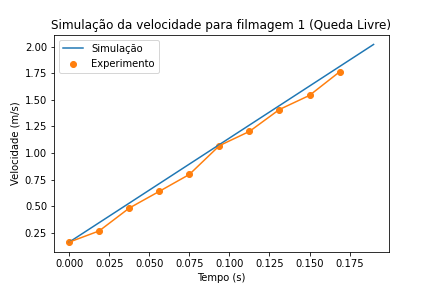 Simulação da velocidade para filmagem 1 (Queda Livre)
Simulação
Experimento
Velocidade (m/s)
2.00
1.75
1.50
1.25
1.00
0.75
0.50
0.25
0.000 0.025 0.050 0.075 0.100 0.125 0.150 0.175
Tempo (s)